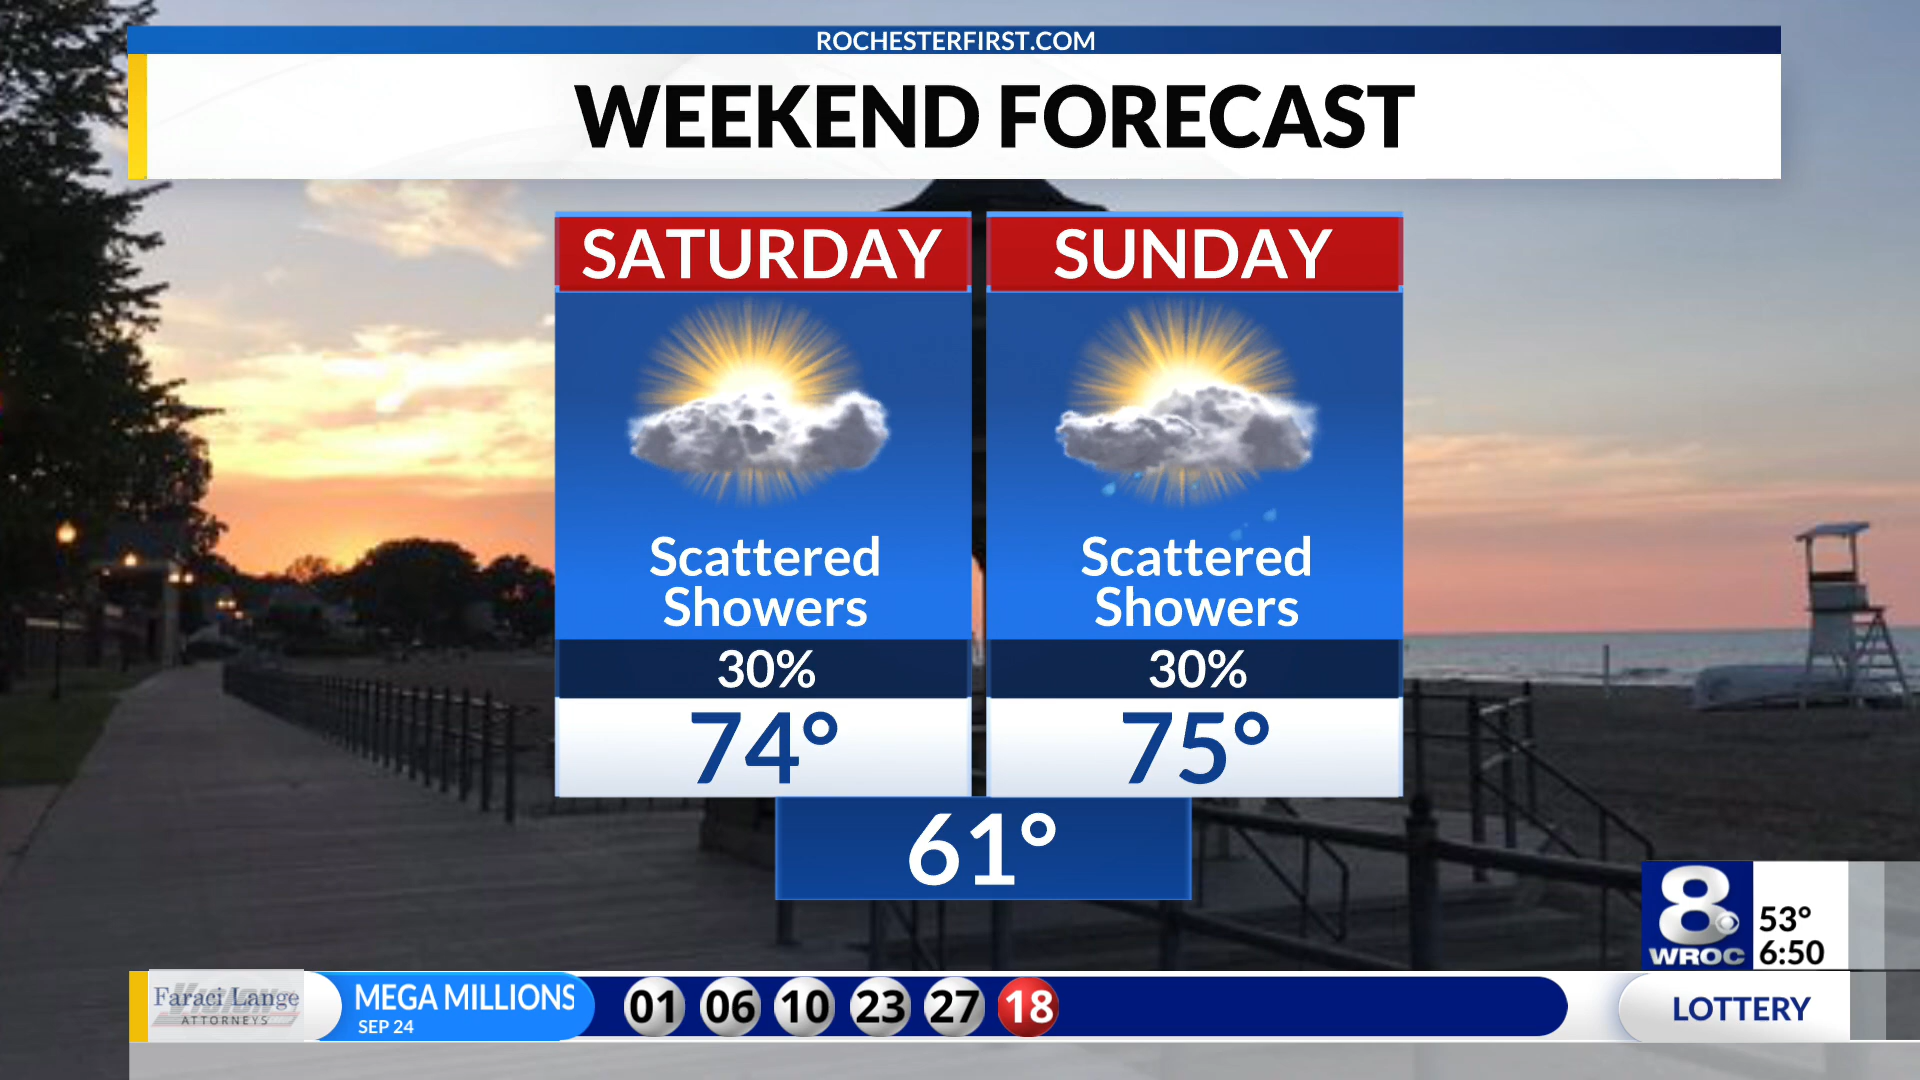 ROCHESTERFIRST.COM
WEEKEND FORECAST
SATURDAY
Scattered
Showers
30%
74°
SUNDAY
Scattered
Showers
30%
75°
61°
8
WROC
53°
6:50
Faraci Lange
ATTORNEYS
MEGA MILLIONS
SEP 24
01 06 10 23 27 18
LOTTERY